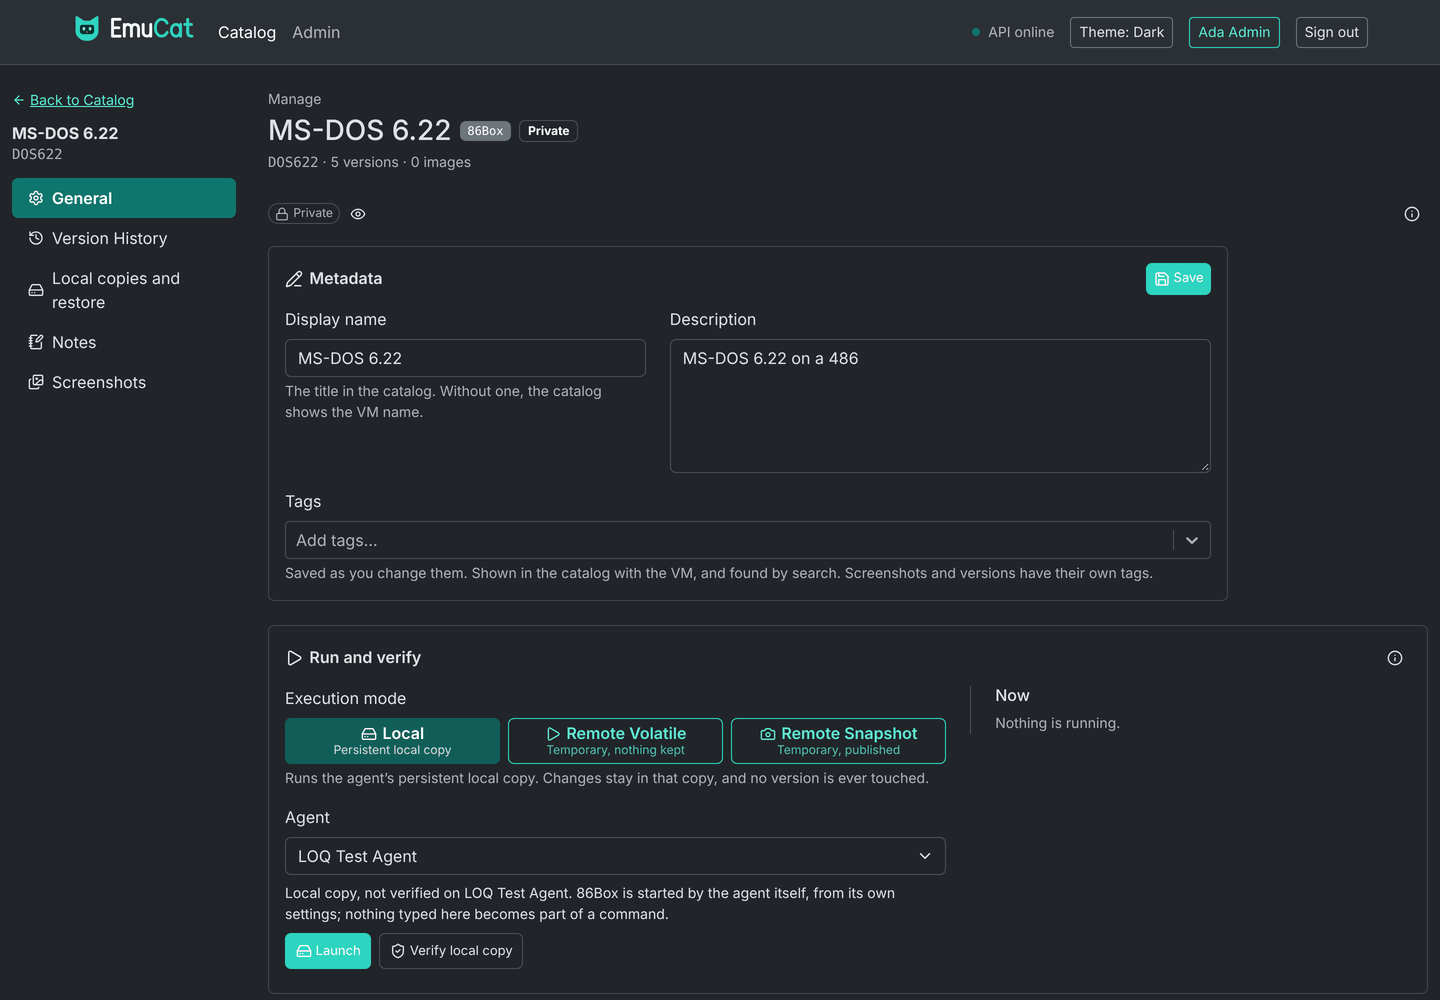 EmuCat
Catalog
Admin
API online
Theme: Dark
Ada Admin
Sign out
← Back to Catalog
MS-DOS 6.22
DOS622
General
Version History
Local copies and
restore
Notes
Screenshots
Manage
MS-DOS 6.22 86Box Private
DOS622 · 5 versions · 0 images
Private
Metadata
Save
Display name
MS-DOS 6.22
The title in the catalog. Without one, the catalog
shows the VM name.
Description
MS-DOS 6.22 on a 486
Tags
Add tags...
Saved as you change them. Shown in the catalog with the VM, and found by search. Screenshots and versions have their own tags.
Run and verify
Execution mode
Local
Persistent local copy
Remote Volatile
Temporary, nothing kept
Remote Snapshot
Temporary, published
Runs the agent’s persistent local copy. Changes stay in that copy, and no version is ever touched.
Agent
LOQ Test Agent
Local copy, not verified on LOQ Test Agent. 86Box is started by the agent itself, from its own
settings; nothing typed here becomes part of a command.
Launch
Verify local copy
Now
Nothing is running.